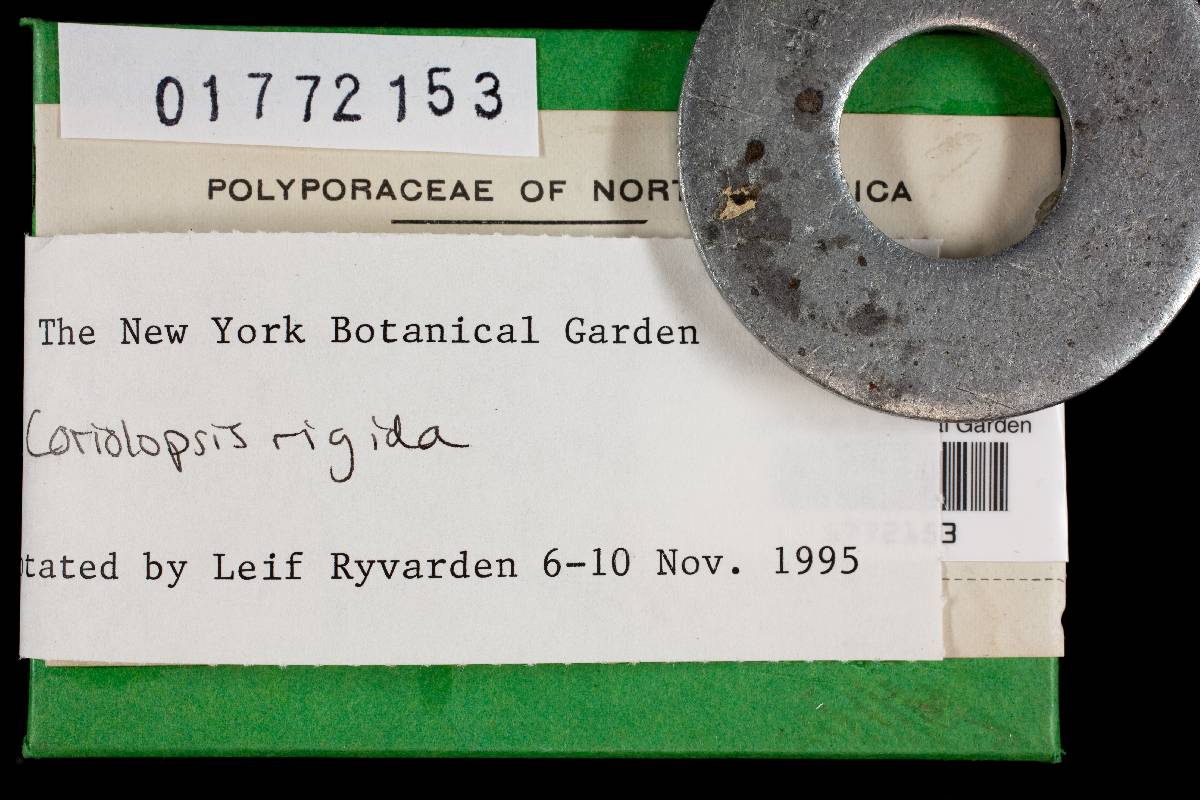 01772153
POLYPORACEAE OF NORT ICA
The New York Botanical Garden
Coriolopsis rigida
tated by Leif Ryvarden 6-10 Nov. 1995
l Garden
3